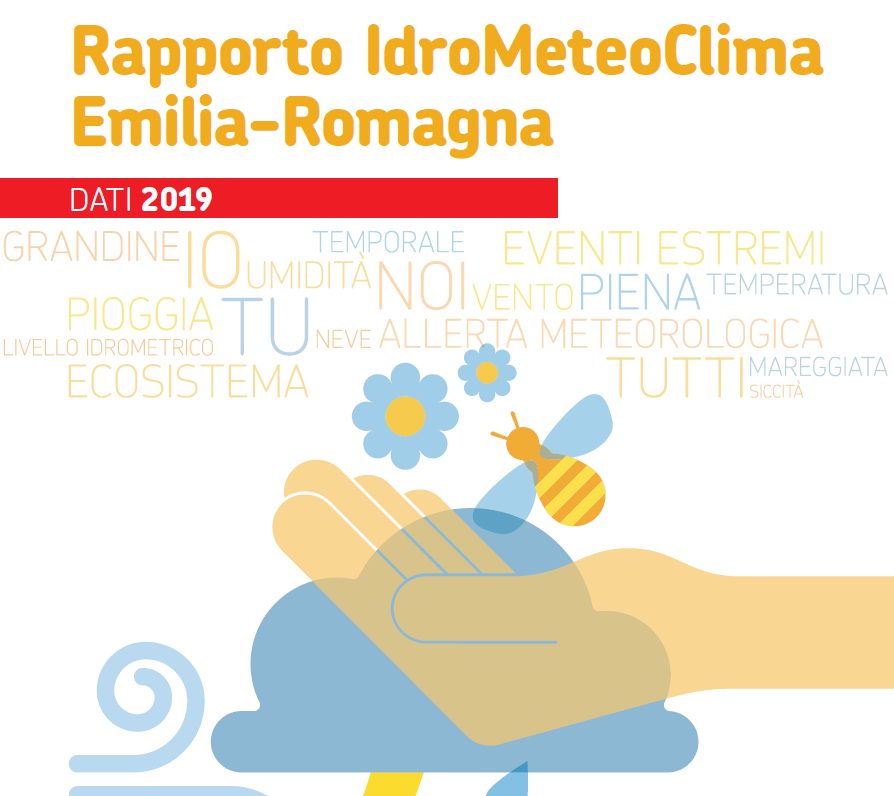 Rapporto IdroMeteoClima
Emilia-Romagna
DATI 2019
GRANDINE IO TEMPORALE EVENTI ESTREMI
UMIDITÀ NOI VENTO PIENA TEMPERATURA
PIOGGIA TU NEVE ALLERTA METEOROLOGICA
LIVELLO IDROMETRICO
ECOSISTEMA TUTTI MAREGGIATA
SICCITÀ